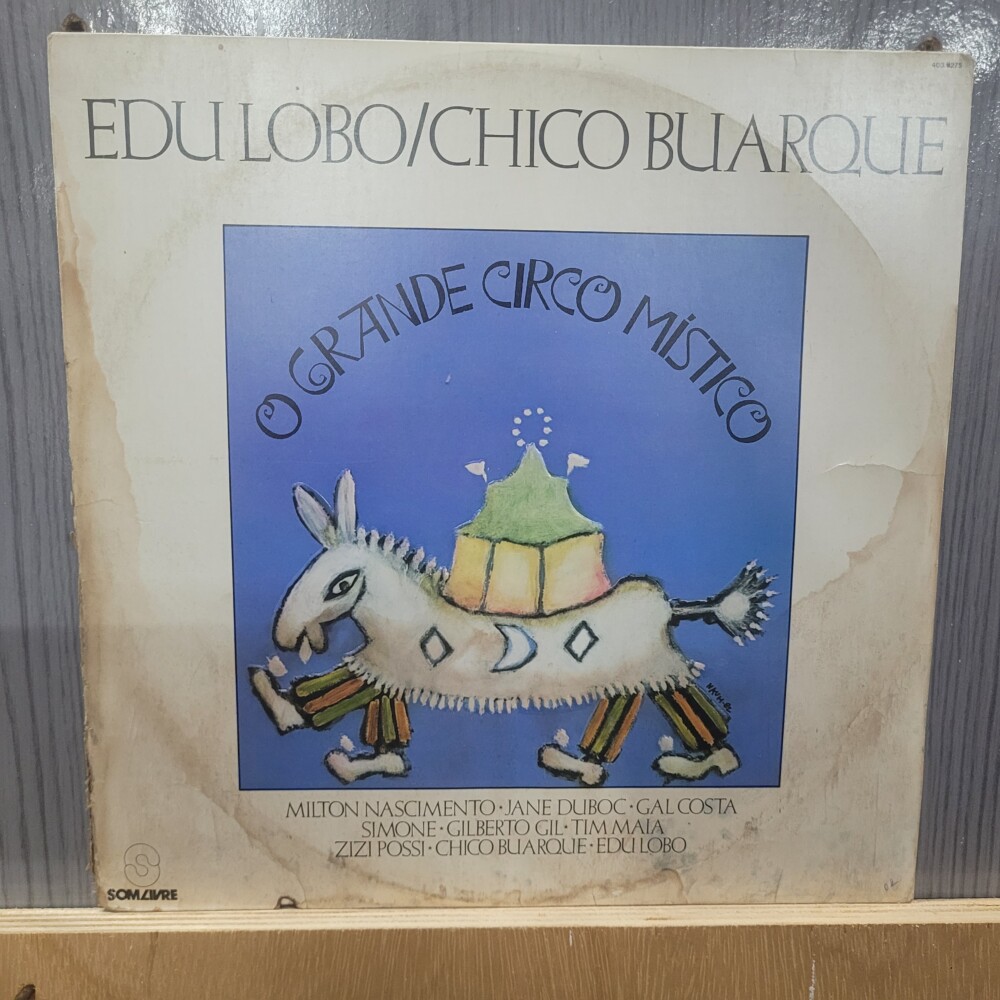 EDU LOBO/CHICO BUARQUE
O GRANDE CIRCO MÍSTICO
MILTON NASCIMENTO · JANE DUBOC · GAL COSTA
SIMONE · GILBERTO GIL · TIM MAIA
ZIZI POSSI · CHICO BUARQUE · EDU LOBO
SOM LIVRE